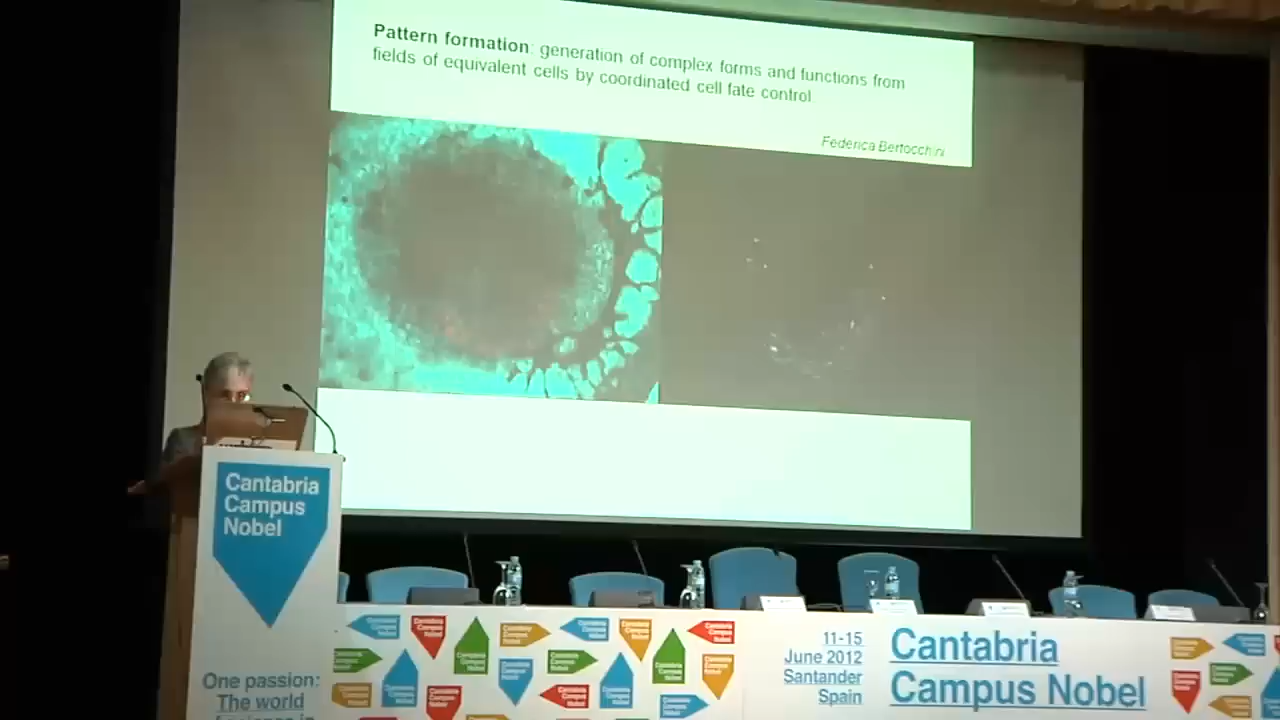 Pattern formation: generation of complex forms and functions from
fields of equivalent cells by coordinated cell fate control
Federica Bertocchini
Cantabria
Campus
Nobel
One passion:
The world
11-15
June 2012
Santander
Spain
Cantabria
Campus Nobel